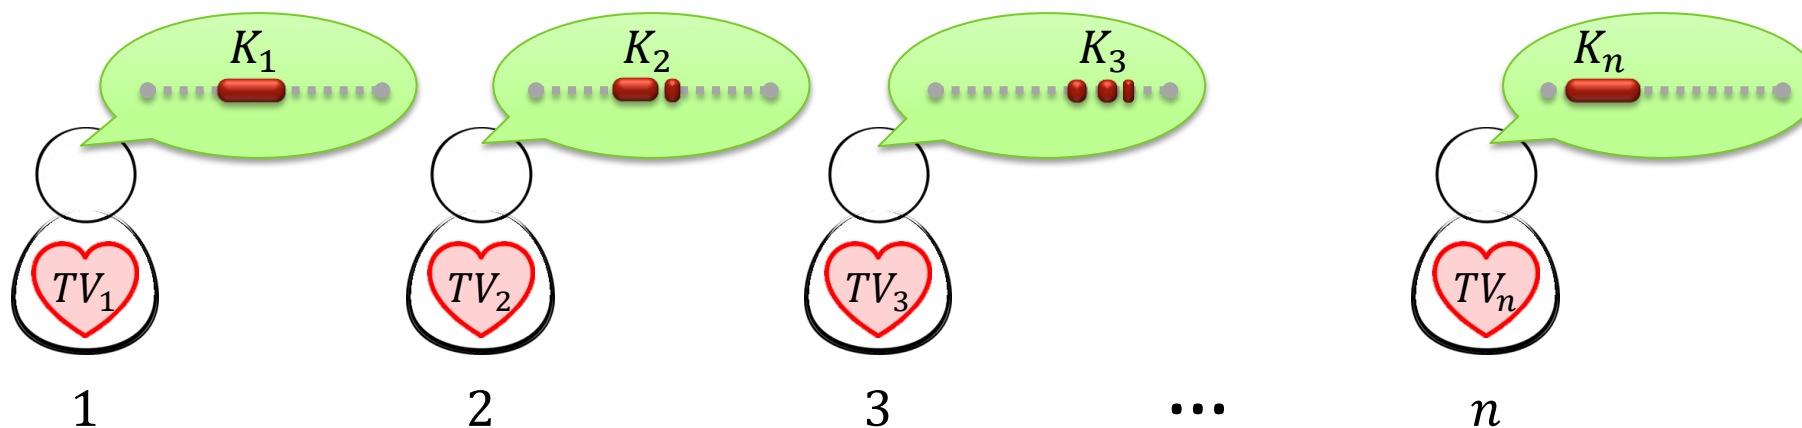 K₁ K₂ K₃ Kₙ
TV₁ TV₂ TV₃ TVₙ
1 2 3 ⋯ n